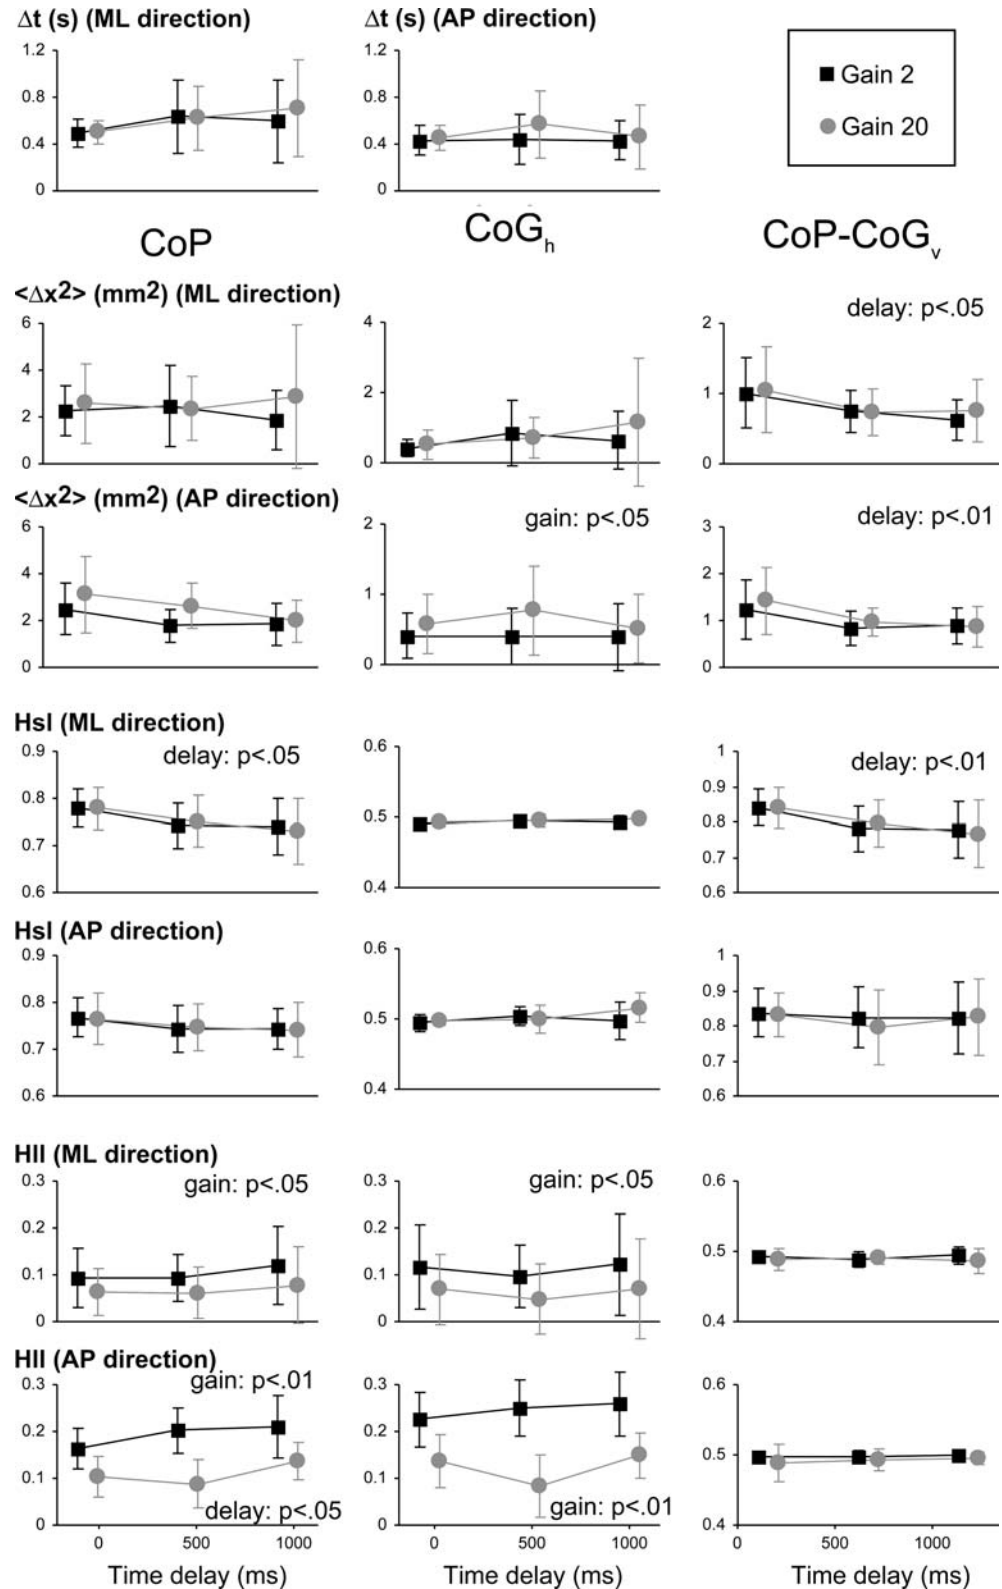 Δt (s) (ML direction)
Δt (s) (AP direction)
1.2
0.8
0.4
0
1.2
0.8
0.4
0
Gain 2
Gain 20
CoP
CoGh
CoP-CoGv
<Δx2> (mm2) (ML direction)
delay: p<.05
6
4
2
0
4
2
0
2
1
0
<Δx2> (mm2) (AP direction)
gain: p<.05
delay: p<.01
6
4
2
0
2
1
0
3
2
1
0
Hsl (ML direction)
delay: p<.05
delay: p<.01
0.9
0.8
0.7
0.6
0.6
0.5
0.4
1
0.9
0.8
0.7
0.6
Hsl (AP direction)
0.9
0.8
0.7
0.6
0.6
0.5
0.4
1
0.9
0.8
0.7
0.6
Hll (ML direction)
gain: p<.05
gain: p<.05
0.3
0.2
0.1
0
0.3
0.2
0.1
0
0.6
0.5
0.4
Hll (AP direction)
gain: p<.01
delay: p<.05
gain: p<.01
0.3
0.2
0.1
0
0.3
0.2
0.1
0
0.6
0.5
0.4
0 500 1000
0 500 1000
0 500 1000
Time delay (ms)
Time delay (ms)
Time delay (ms)